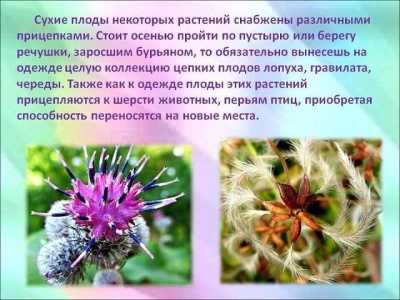 Сухие плоды некоторых растений снабжены различными
прицепками. Стоит осенью пройти по пустырю или берегу
речушки, заросшим бурьяном, то обязательно вынесешь на
одежде целую коллекцию цепких плодов лопуха, гравилата,
череды. Также как к одежде плоды этих растений
прицепляются к шерсти животных, перьям птиц, приобретая
способность переносятся на новые места.